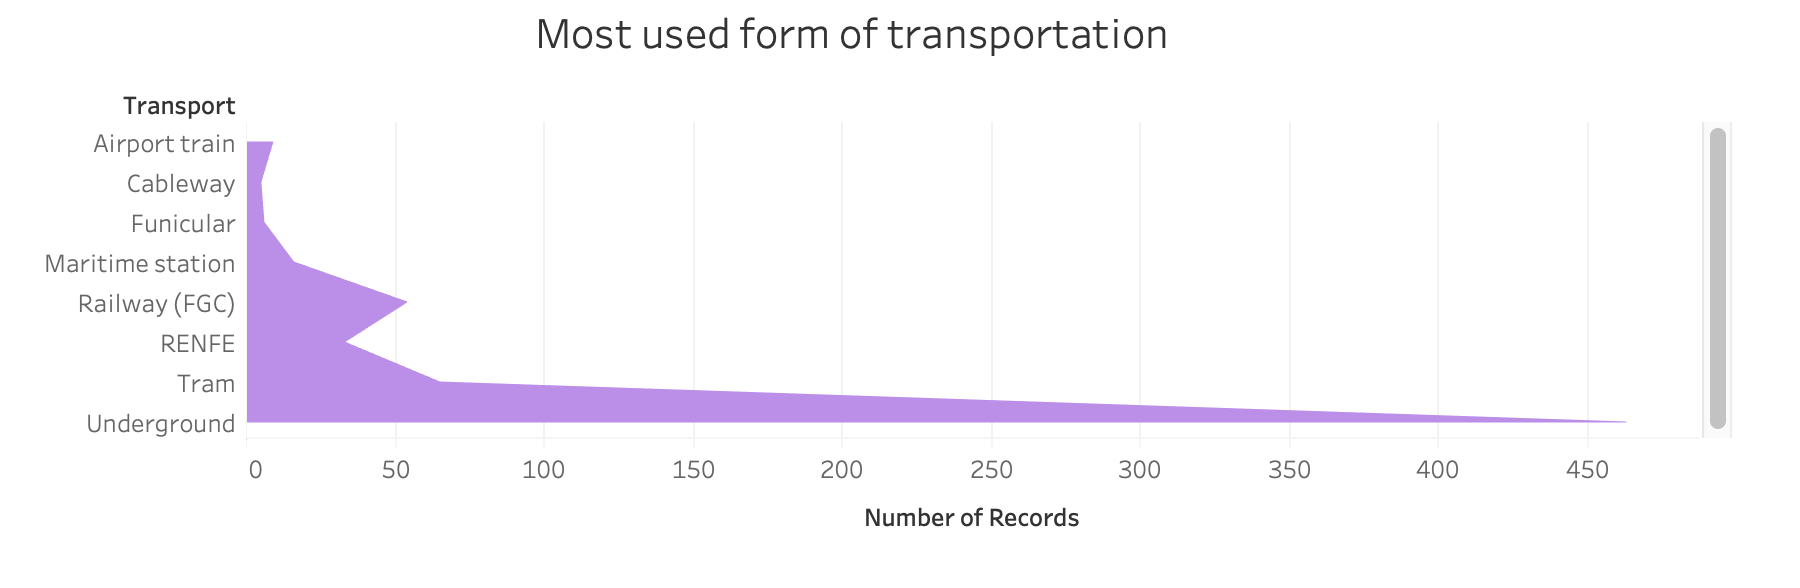 Most used form of transportation
Transport
Airport train
Cableway
Funicular
Maritime station
Railway (FGC)
RENFE
Tram
Underground
0 50 100 150 200 250 300 350 400 450
Number of Records